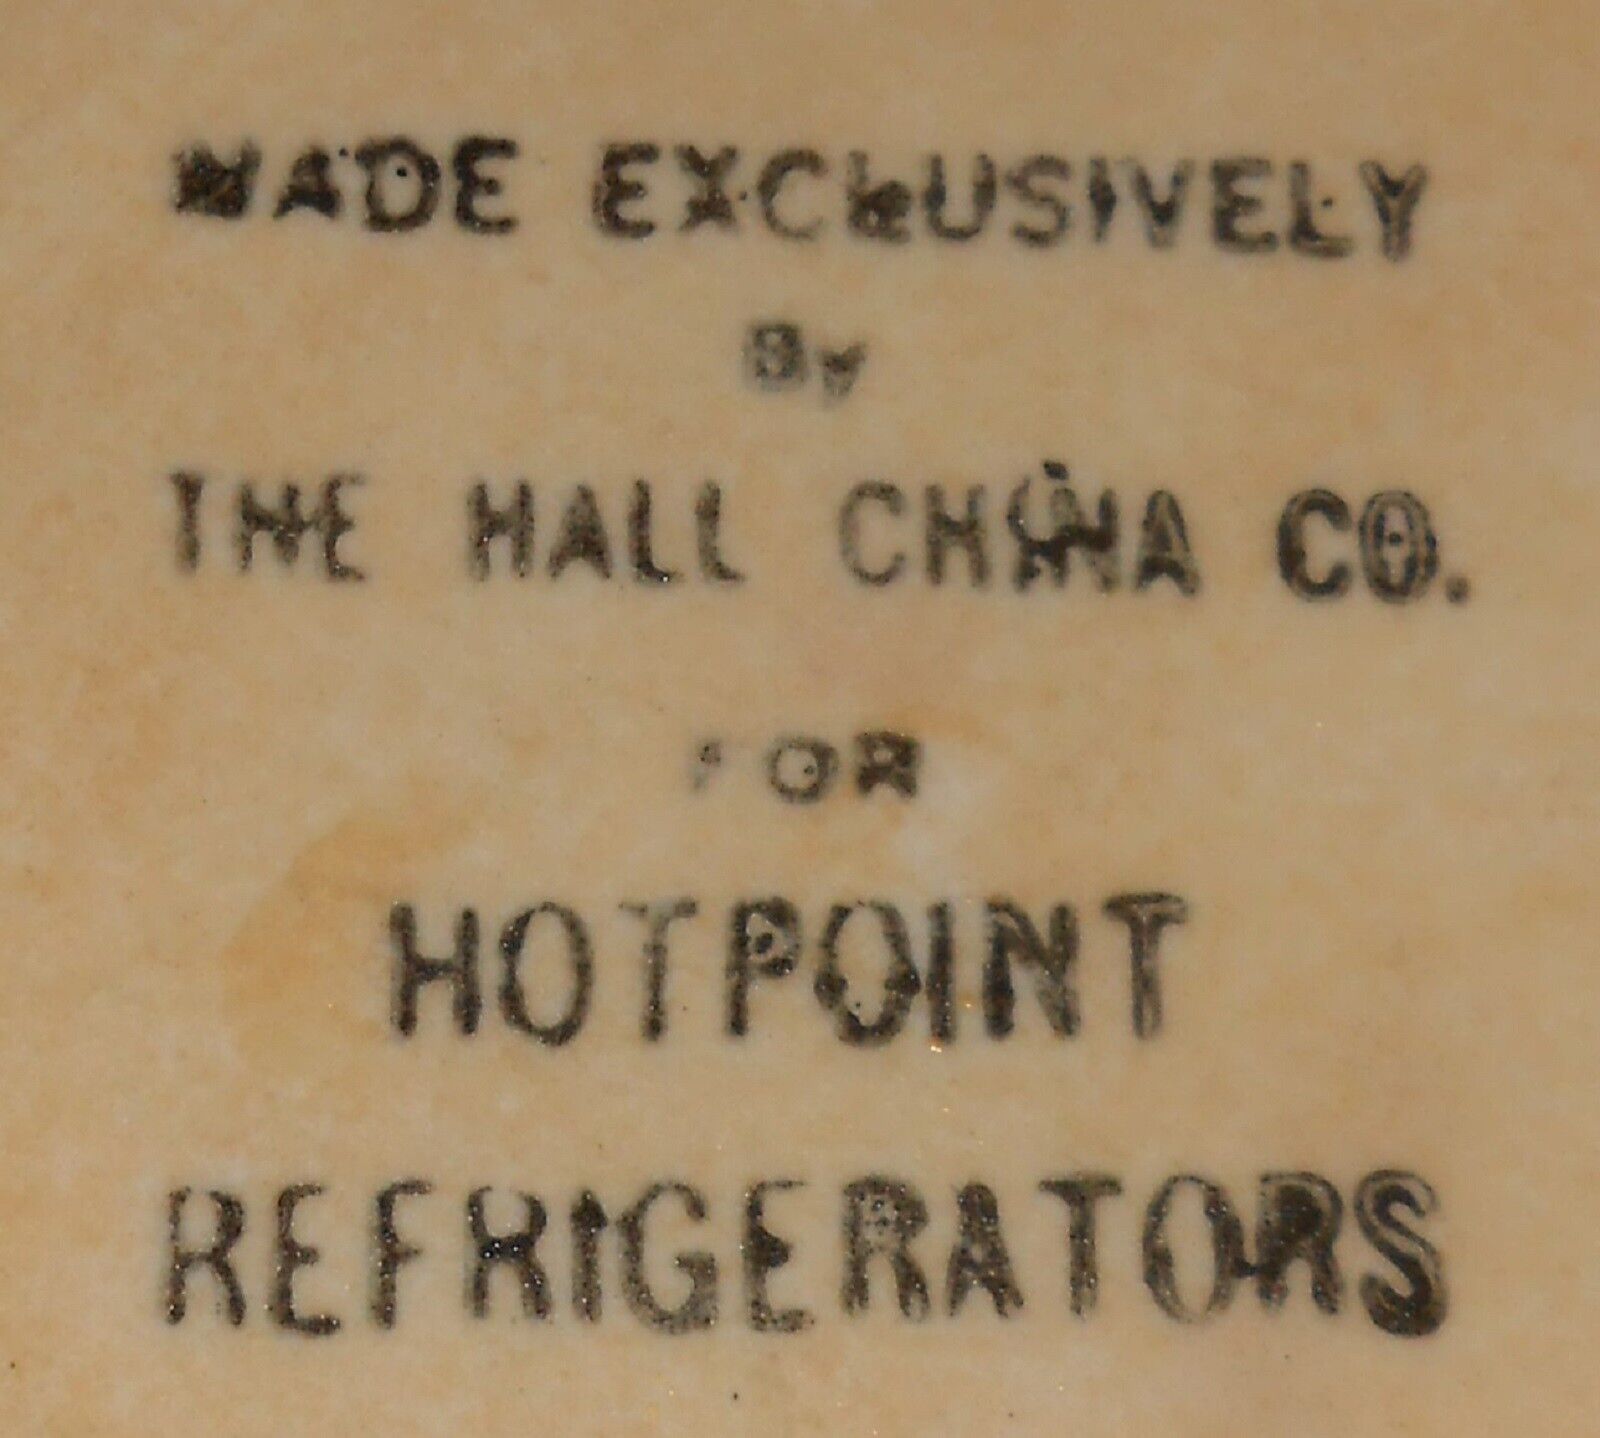 MADE EXCLUSIVELY
BY
THE HALL CHINA CO.
FOR
HOTPOINT
REFRIGERATORS